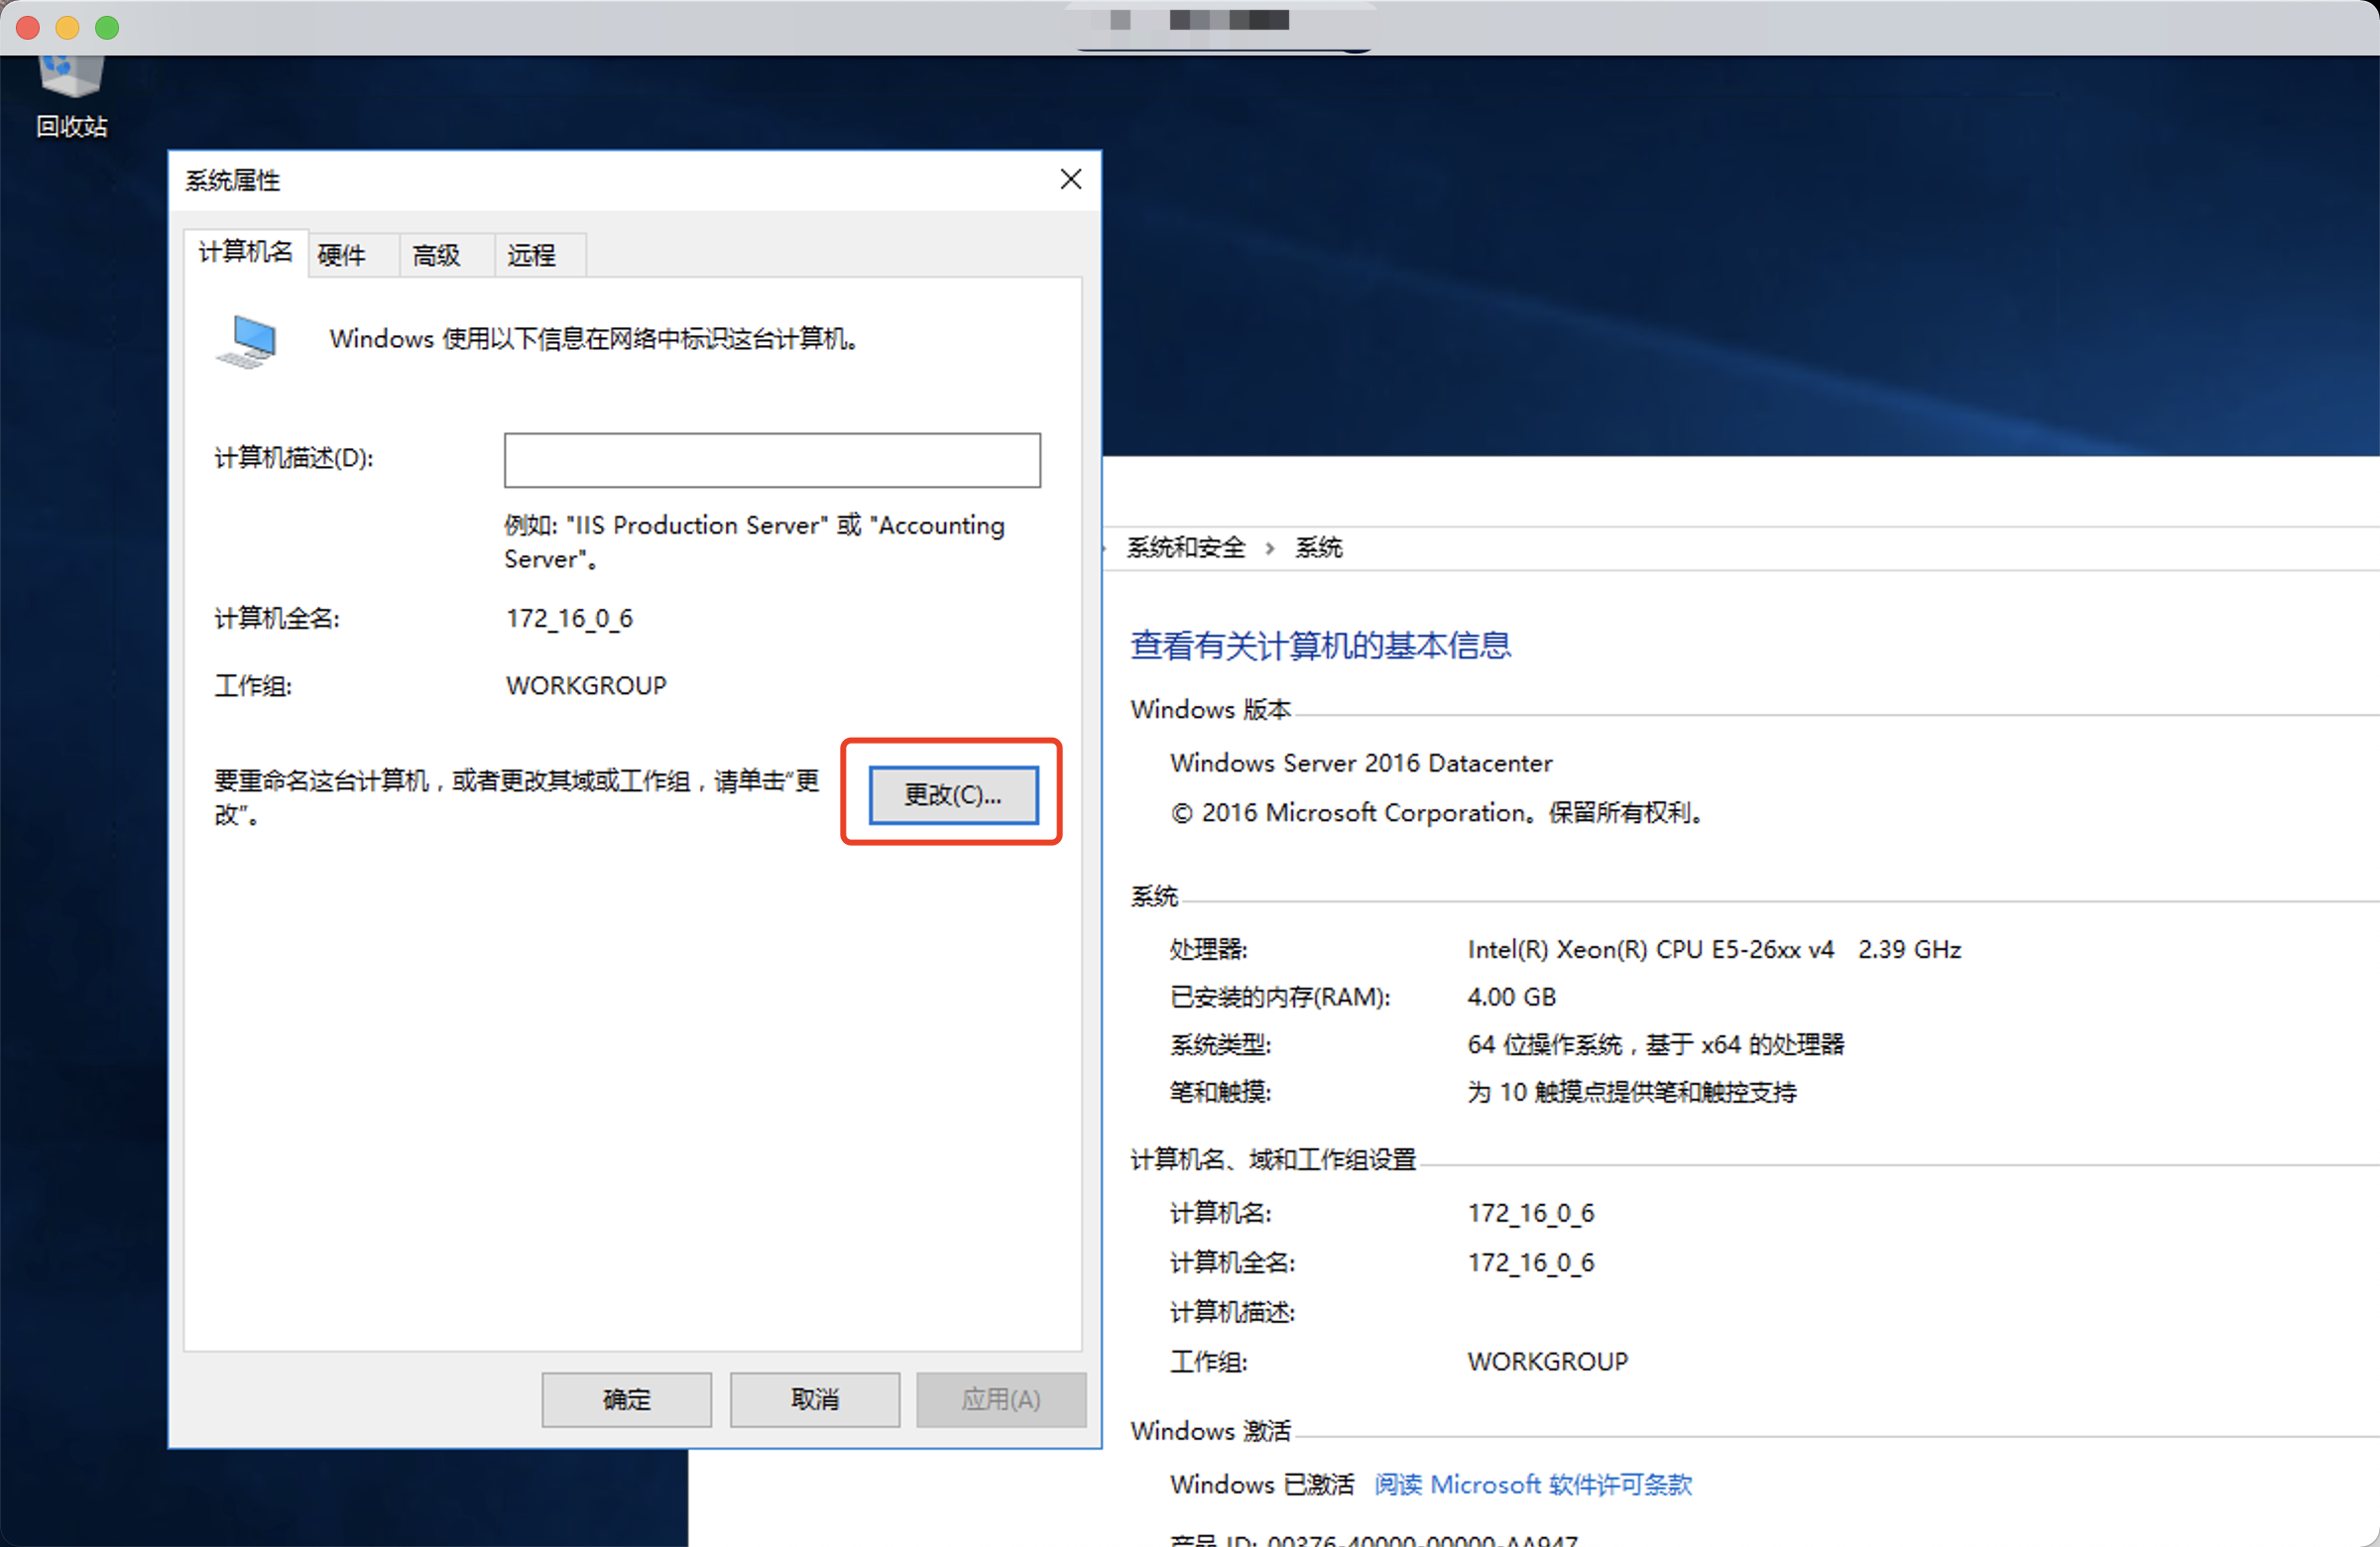 回收站
系统属性
计算机名 硬件 高级 远程
Windows 使用以下信息在网络中标识这台计算机。
计算机描述(D):
例如: "IIS Production Server" 或 "Accounting
Server"。
计算机全名: 172_16_0_6
工作组: WORKGROUP
要重命名这台计算机，或者更改其域或工作组，请单击“更
改”。
更改(C)...
确定 取消 应用(A)
系统和安全 › 系统
查看有关计算机的基本信息
Windows 版本
Windows Server 2016 Datacenter
© 2016 Microsoft Corporation。保留所有权利。
系统
处理器: Intel(R) Xeon(R) CPU E5-26xx v4 2.39 GHz
已安装的内存(RAM): 4.00 GB
系统类型: 64 位操作系统，基于 x64 的处理器
笔和触摸: 为 10 触摸点提供笔和触控支持
计算机名、域和工作组设置
计算机名: 172_16_0_6
计算机全名: 172_16_0_6
计算机描述:
工作组: WORKGROUP
Windows 激活
Windows 已激活 阅读 Microsoft 软件许可条款
产品 ID: 00376-40000-00000-AA947